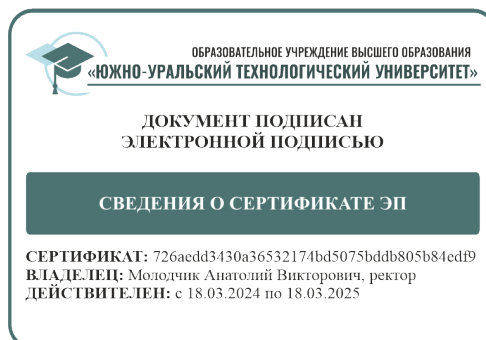 ОБРАЗОВАТЕЛЬНОЕ УЧРЕЖДЕНИЕ ВЫСШЕГО ОБРАЗОВАНИЯ
«ЮЖНО-УРАЛЬСКИЙ ТЕХНОЛОГИЧЕСКИЙ УНИВЕРСИТЕТ»
ДОКУМЕНТ ПОДПИСАН
ЭЛЕКТРОННОЙ ПОДПИСЬЮ
СВЕДЕНИЯ О СЕРТИФИКАТЕ ЭП
СЕРТИФИКАТ: 726aedd3430a36532174bd5075bddb805b84edf9
ВЛАДЕЛЕЦ: Молодчик Анатолий Викторович, ректор
ДЕЙСТВИТЕЛЕН: с 18.03.2024 по 18.03.2025